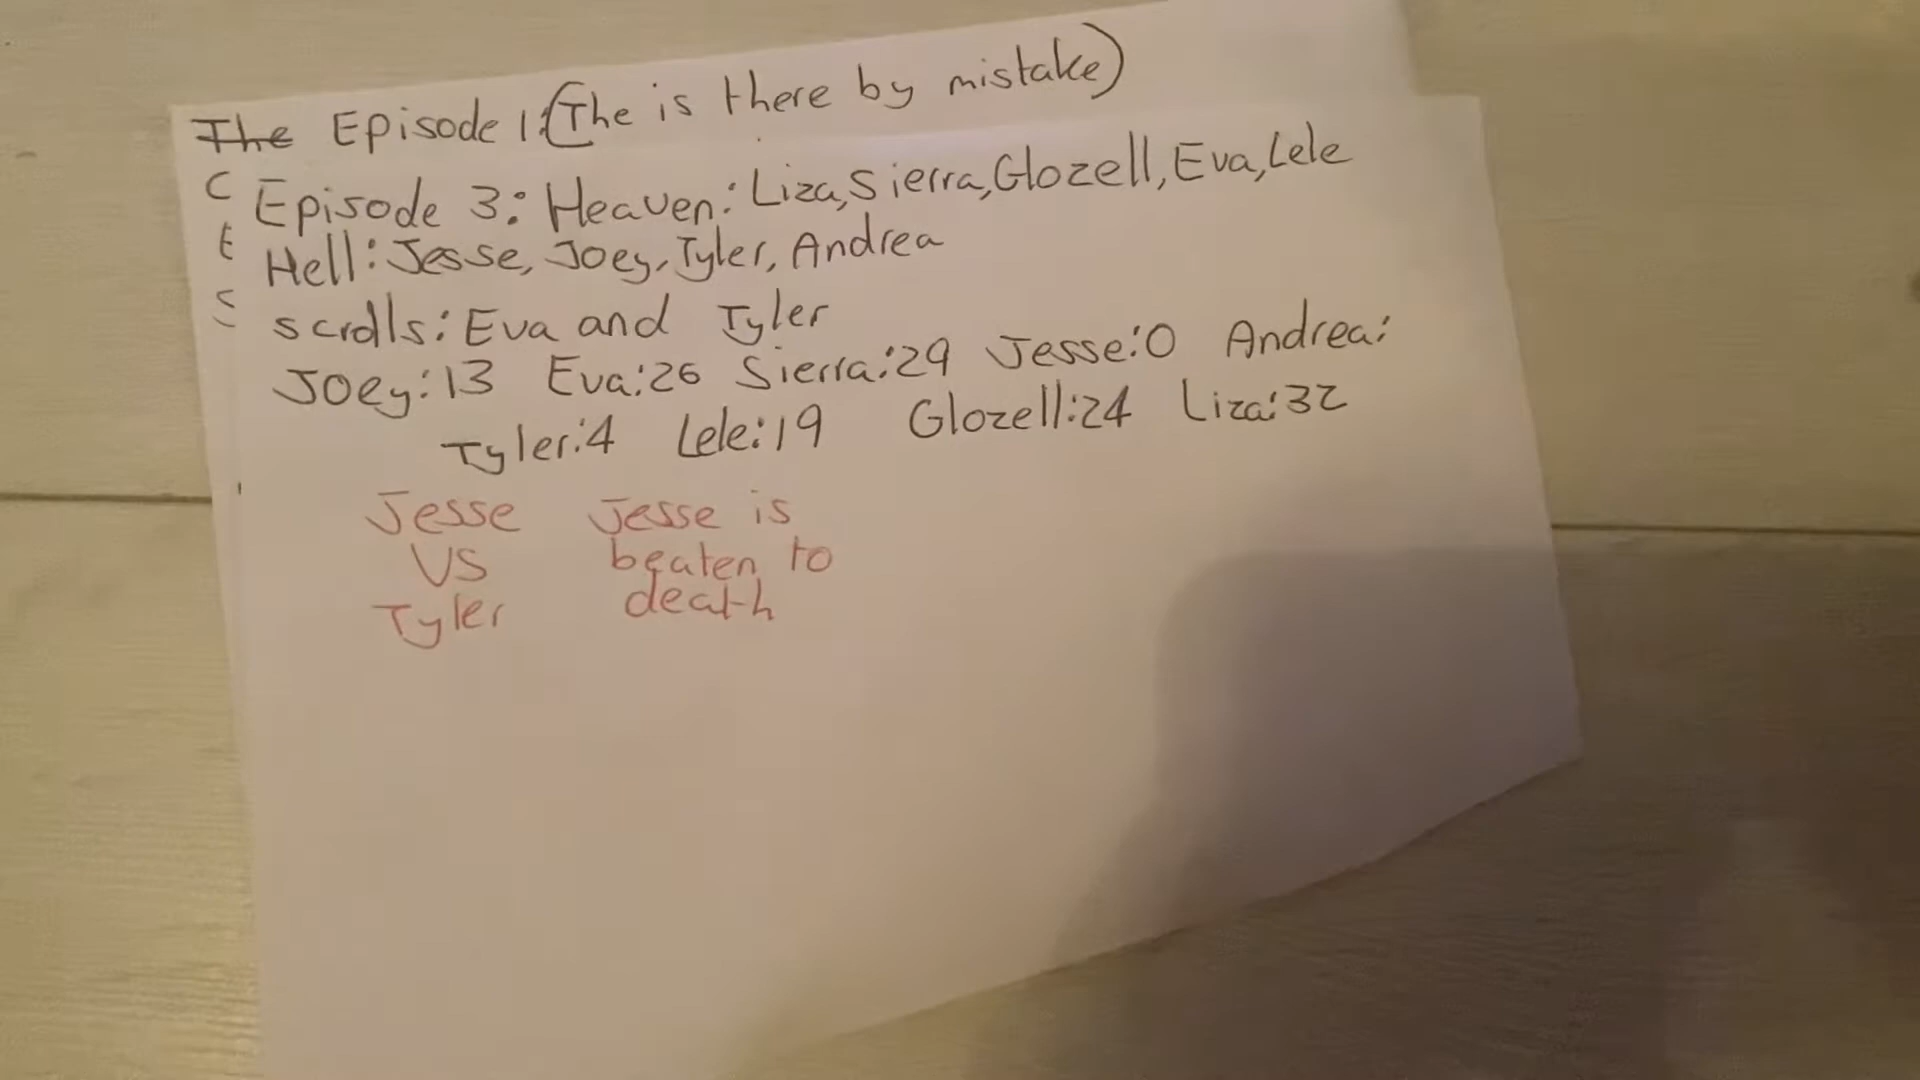 The Episode 1:(The is there by mistake)
Episode 3: Heaven: Liza, Sierra, Glozell, Eva, Lele
Hell: Jesse, Joey, Tyler, Andrea
scrolls: Eva and Tyler
Joey:13 Eva:26 Sierra:29 Jesse:0 Andrea:
Tyler:4 Lele:19 Glozell:24 Liza:32
Jesse Jesse is
VS beaten to
Tyler death